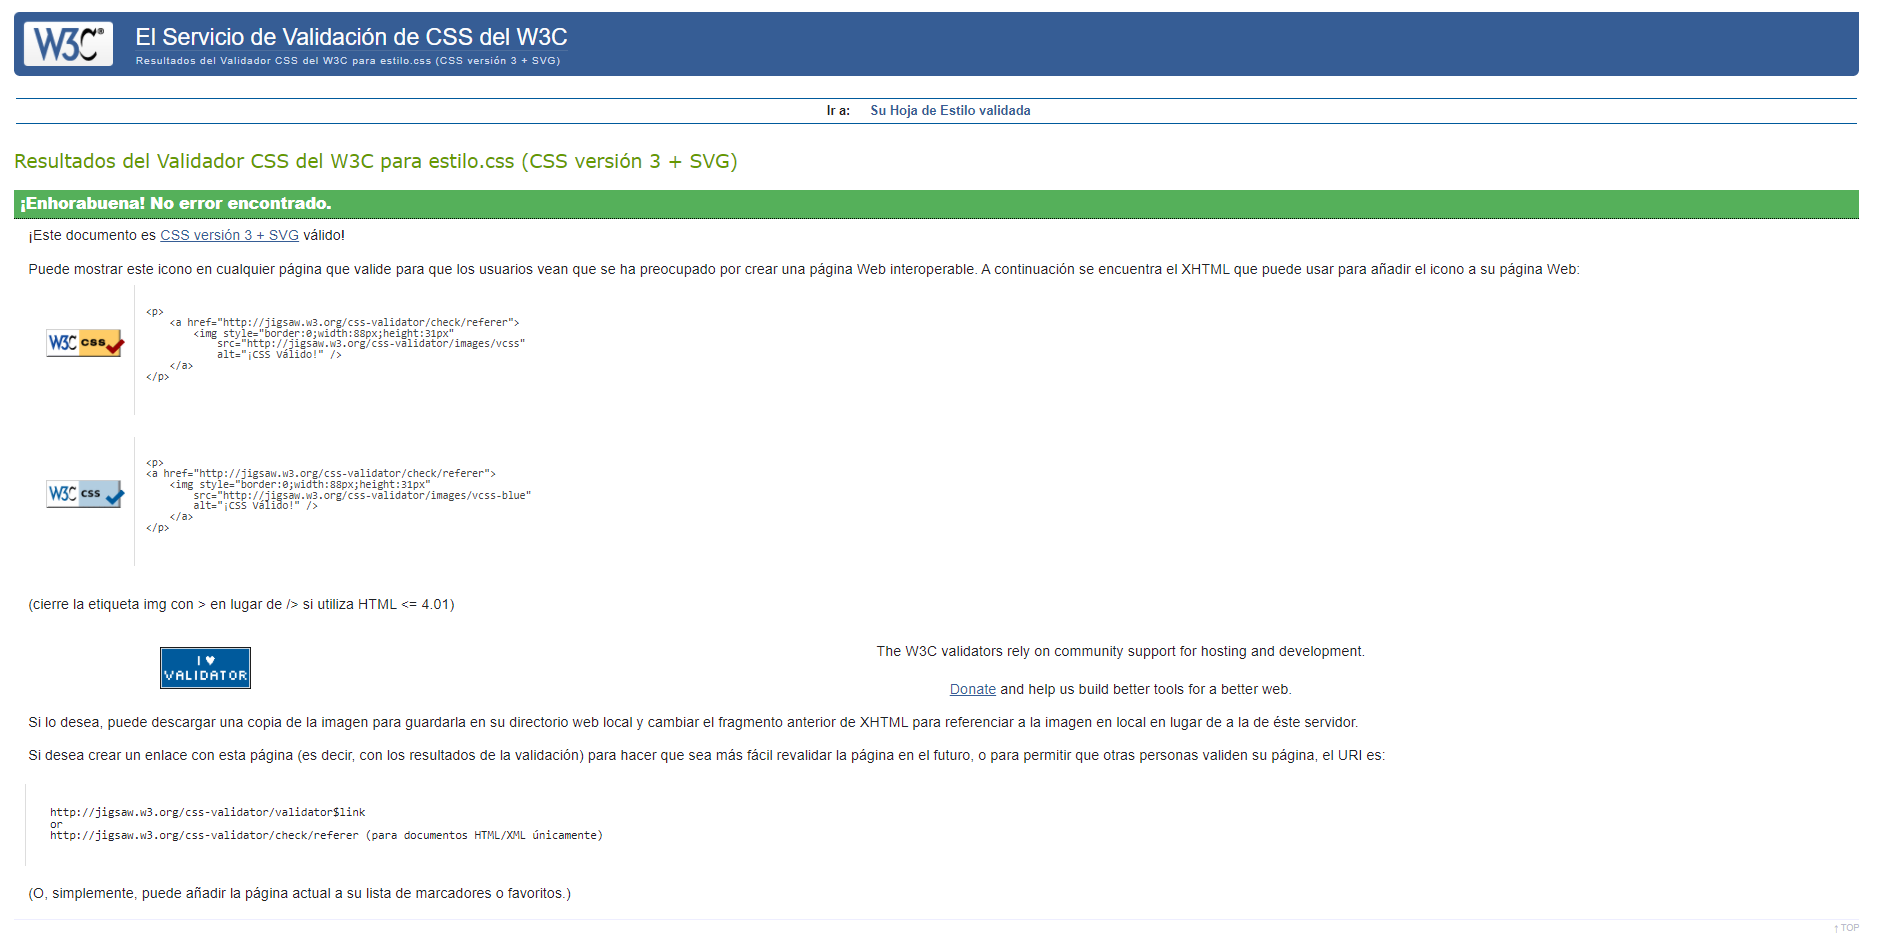 W3C®
El Servicio de Validación de CSS del W3C
Resultados del Validador CSS del W3C para estilo.css (CSS versión 3 + SVG)
Ir a: Su Hoja de Estilo validada
Resultados del Validador CSS del W3C para estilo.css (CSS versión 3 + SVG)
¡Enhorabuena! No error encontrado.
¡Este documento es CSS versión 3 + SVG válido!
Puede mostrar este icono en cualquier página que valide para que los usuarios vean que se ha preocupado por crear una página Web interoperable. A continuación se encuentra el XHTML que puede usar para añadir el icono a su página Web:
W3C css
<p>
<a href="http://jigsaw.w3.org/css-validator/check/referer">
<img style="border:0;width:88px;height:31px"
src="http://jigsaw.w3.org/css-validator/images/vcss"
alt="¡CSS Válido!" />
</a>
</p>
W3C css
<p>
<a href="http://jigsaw.w3.org/css-validator/check/referer">
<img style="border:0;width:88px;height:31px"
src="http://jigsaw.w3.org/css-validator/images/vcss-blue"
alt="¡CSS Válido!" />
</a>
</p>
(cierre la etiqueta img con > en lugar de /> si utiliza HTML <= 4.01)
I ♥
VALIDATOR
The W3C validators rely on community support for hosting and development.
Donate and help us build better tools for a better web.
Si lo desea, puede descargar una copia de la imagen para guardarla en su directorio web local y cambiar el fragmento anterior de XHTML para referenciar a la imagen en local en lugar de a la de éste servidor.
Si desea crear un enlace con esta página (es decir, con los resultados de la validación) para hacer que sea más fácil revalidar la página en el futuro, o para permitir que otras personas validen su página, el URI es:
http://jigsaw.w3.org/css-validator/validator$link
or
http://jigsaw.w3.org/css-validator/check/referer (para documentos HTML/XML únicamente)
(O, simplemente, puede añadir la página actual a su lista de marcadores o favoritos.)
↑ TOP